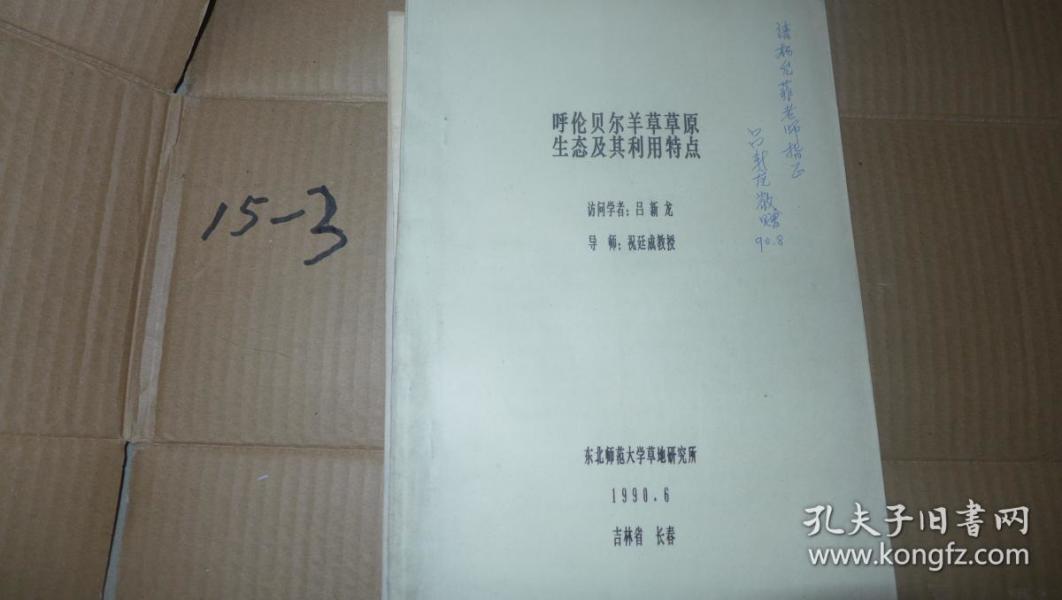 15-3
呼伦贝尔羊草草原
生态及其利用特点
访问学者：吕新龙
导 师：祝廷成教授
东北师范大学草地研究所
1990.6
吉林省 长春
请杨允菲老师指正
吕新龙敬赠
90.8
孔夫子旧書网
www.kongfz.com